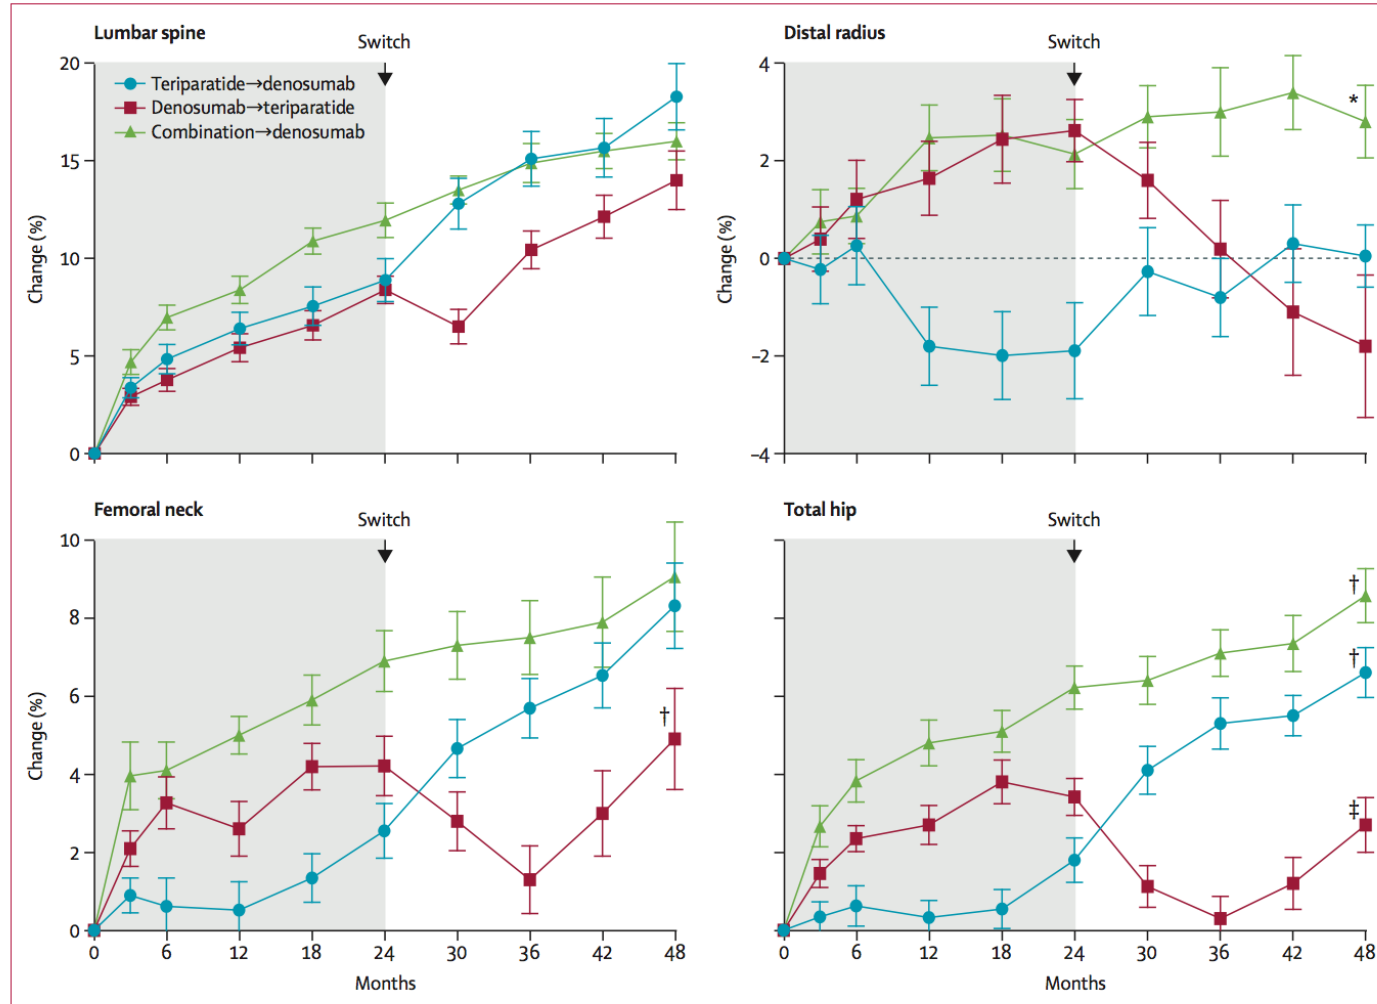 Lumbar spine
Switch
Teriparatide→denosumab
Denosumab→teriparatide
Combination→denosumab
Change (%)
20
15
10
5
0
Distal radius
Switch
Change (%)
4
2
0
−2
−4
*
Femoral neck
Switch
Change (%)
10
8
6
4
2
0
†
0 6 12 18 24 30 36 42 48
Months
Total hip
Switch
†
†
‡
0 6 12 18 24 30 36 42 48
Months